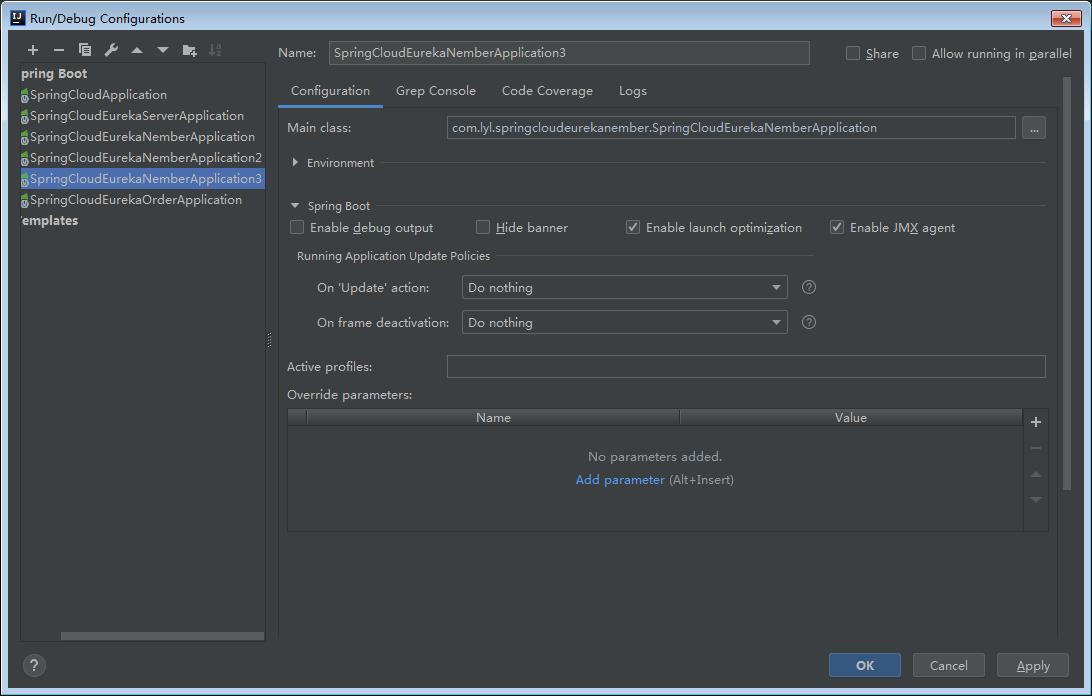 Run/Debug Configurations
Name: SpringCloudEurekaNemberApplication3 Share Allow running in parallel
pring Boot
SpringCloudApplication
SpringCloudEurekaServerApplication
SpringCloudEurekaNemberApplication
SpringCloudEurekaNemberApplication2
SpringCloudEurekaNemberApplication3
SpringCloudEurekaOrderApplication
emplates
Configuration Grep Console Code Coverage Logs
Main class: com.lyl.springcloudeurekanember.SpringCloudEurekaNemberApplication ...
Environment
Spring Boot
Enable debug output Hide banner Enable launch optimization Enable JMX agent
Running Application Update Policies
On 'Update' action: Do nothing ?
On frame deactivation: Do nothing ?
Active profiles:
Override parameters:
Name Value
No parameters added.
Add parameter (Alt+Insert)
? OK Cancel Apply